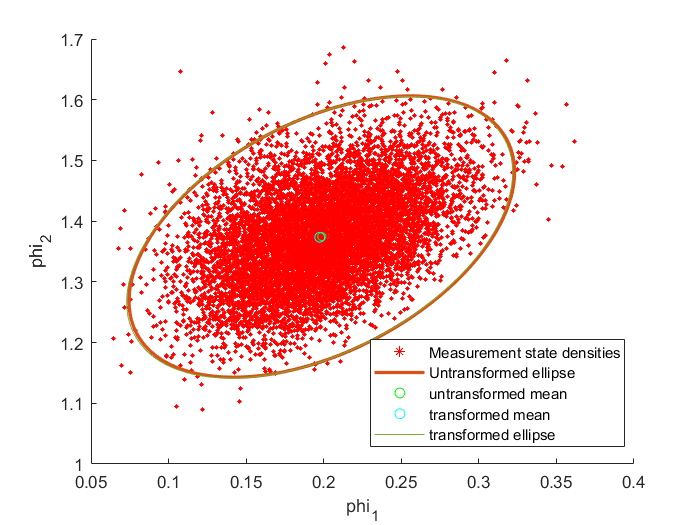 1.7
1.6
1.5
1.4
1.3
1.2
1.1
1
phi2
0.05
0.1
0.15
0.2
0.25
0.3
0.35
0.4
phi1
Measurement state densities
Untransformed ellipse
untransformed mean
transformed mean
transformed ellipse